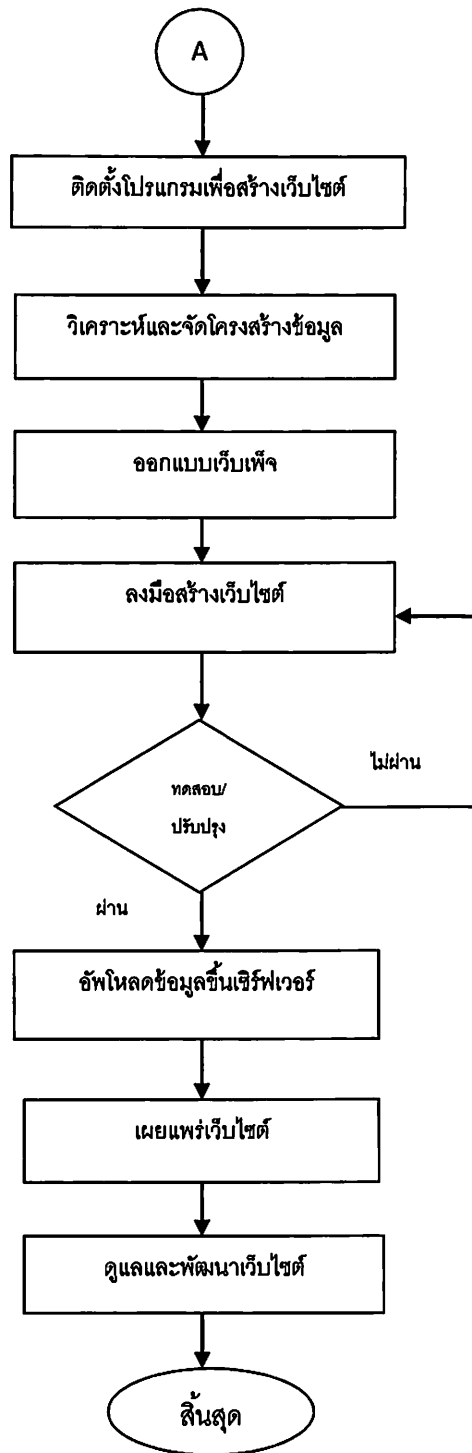 A
ติดตั้งโปรแกรมเพื่อสร้างเว็บไซต์
วิเคราะห์และจัดโครงสร้างข้อมูล
ออกแบบเว็บเพ็จ
ลงมือสร้างเว็บไซต์
ไม่ผ่าน
ทดสอบ/
ปรับปรุง
ผ่าน
อัพโหลดข้อมูลขึ้นเซิร์ฟเวอร์
เผยแพร่เว็บไซต์
ดูแลและพัฒนาเว็บไซต์
สิ้นสุด